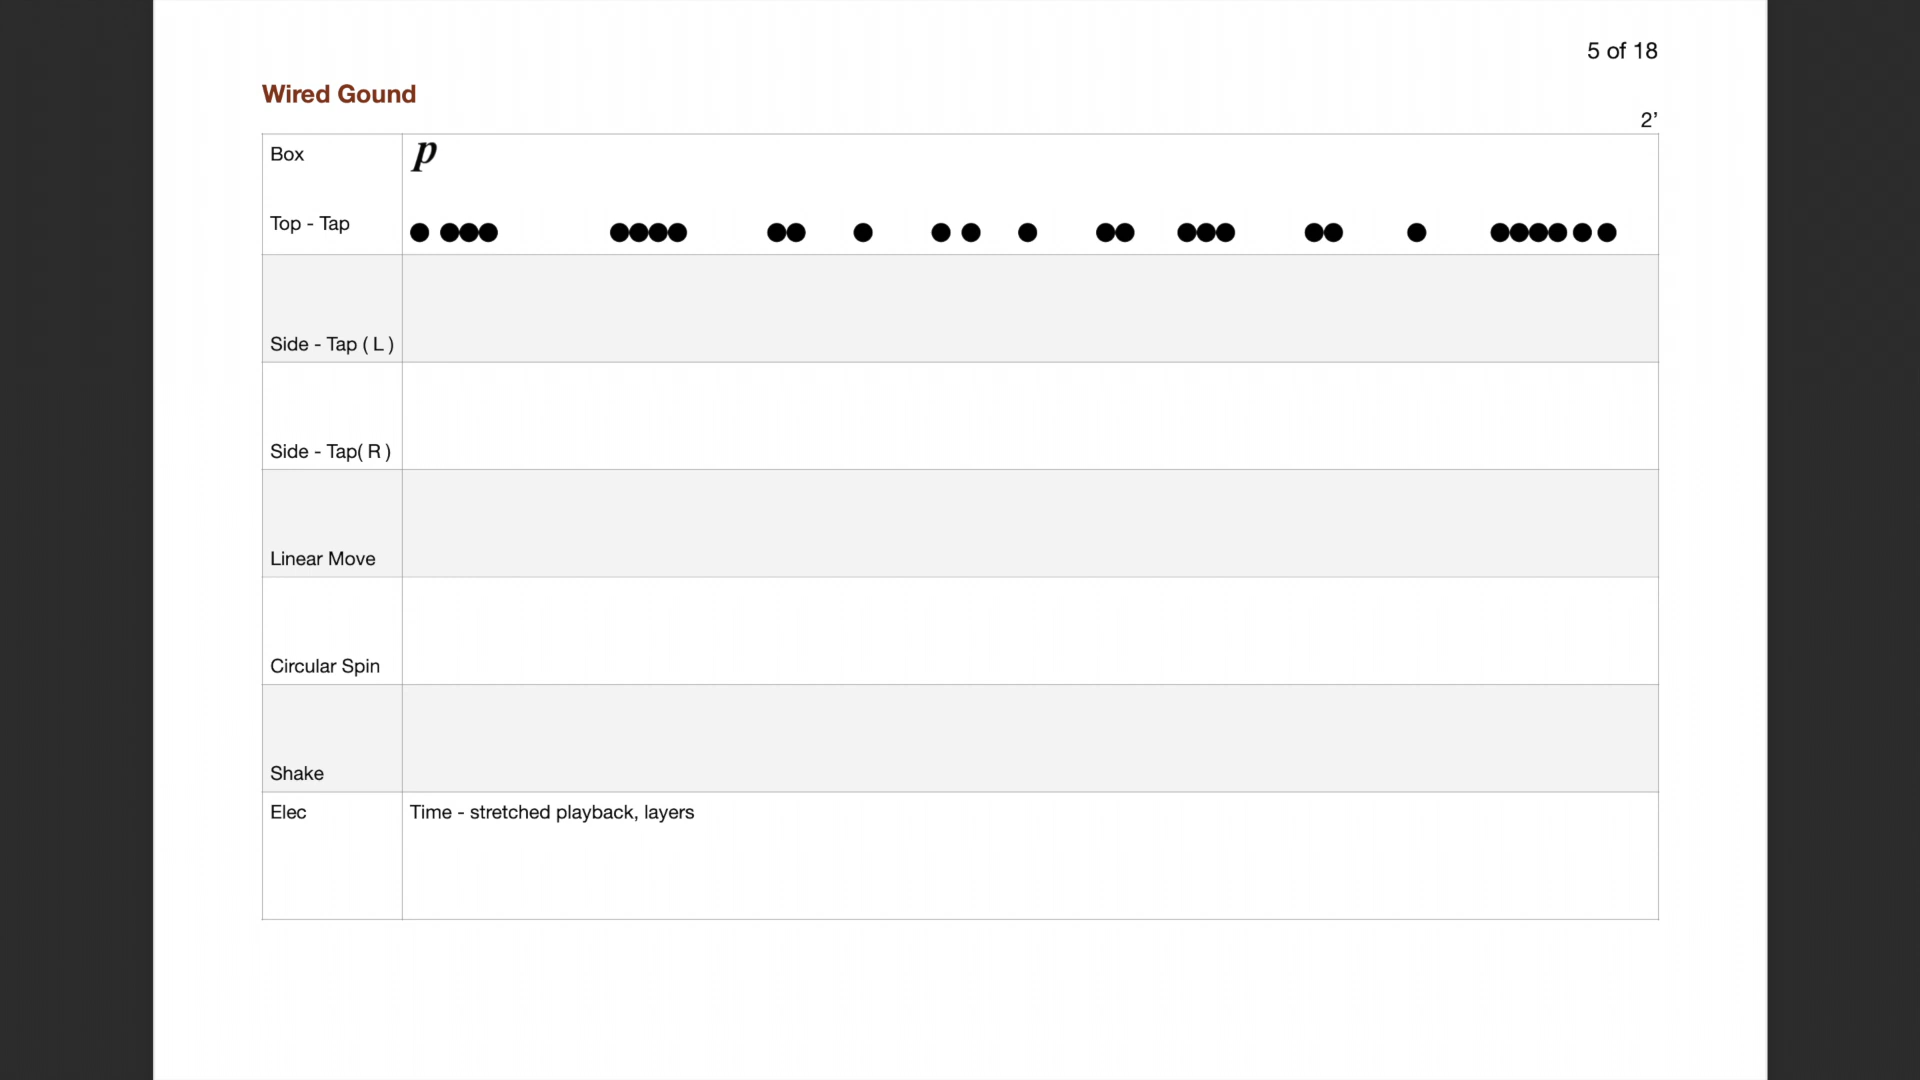 5 of 18
Wired Gound
2’
Box
p
Top - Tap
Side - Tap ( L )
Side - Tap( R )
Linear Move
Circular Spin
Shake
Elec
Time - stretched playback, layers